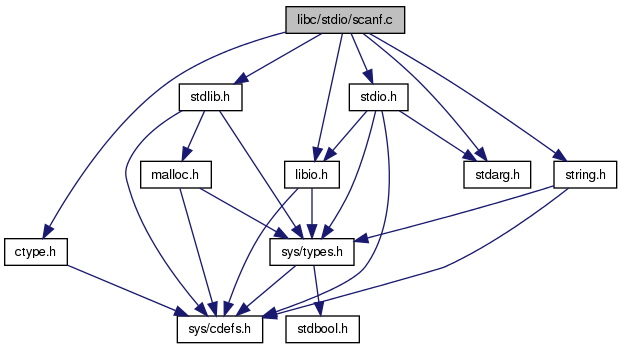 libc/stdio/scanf.c
stdlib.h
stdio.h
malloc.h
libio.h
stdarg.h
string.h
ctype.h
sys/types.h
sys/cdefs.h
stdbool.h